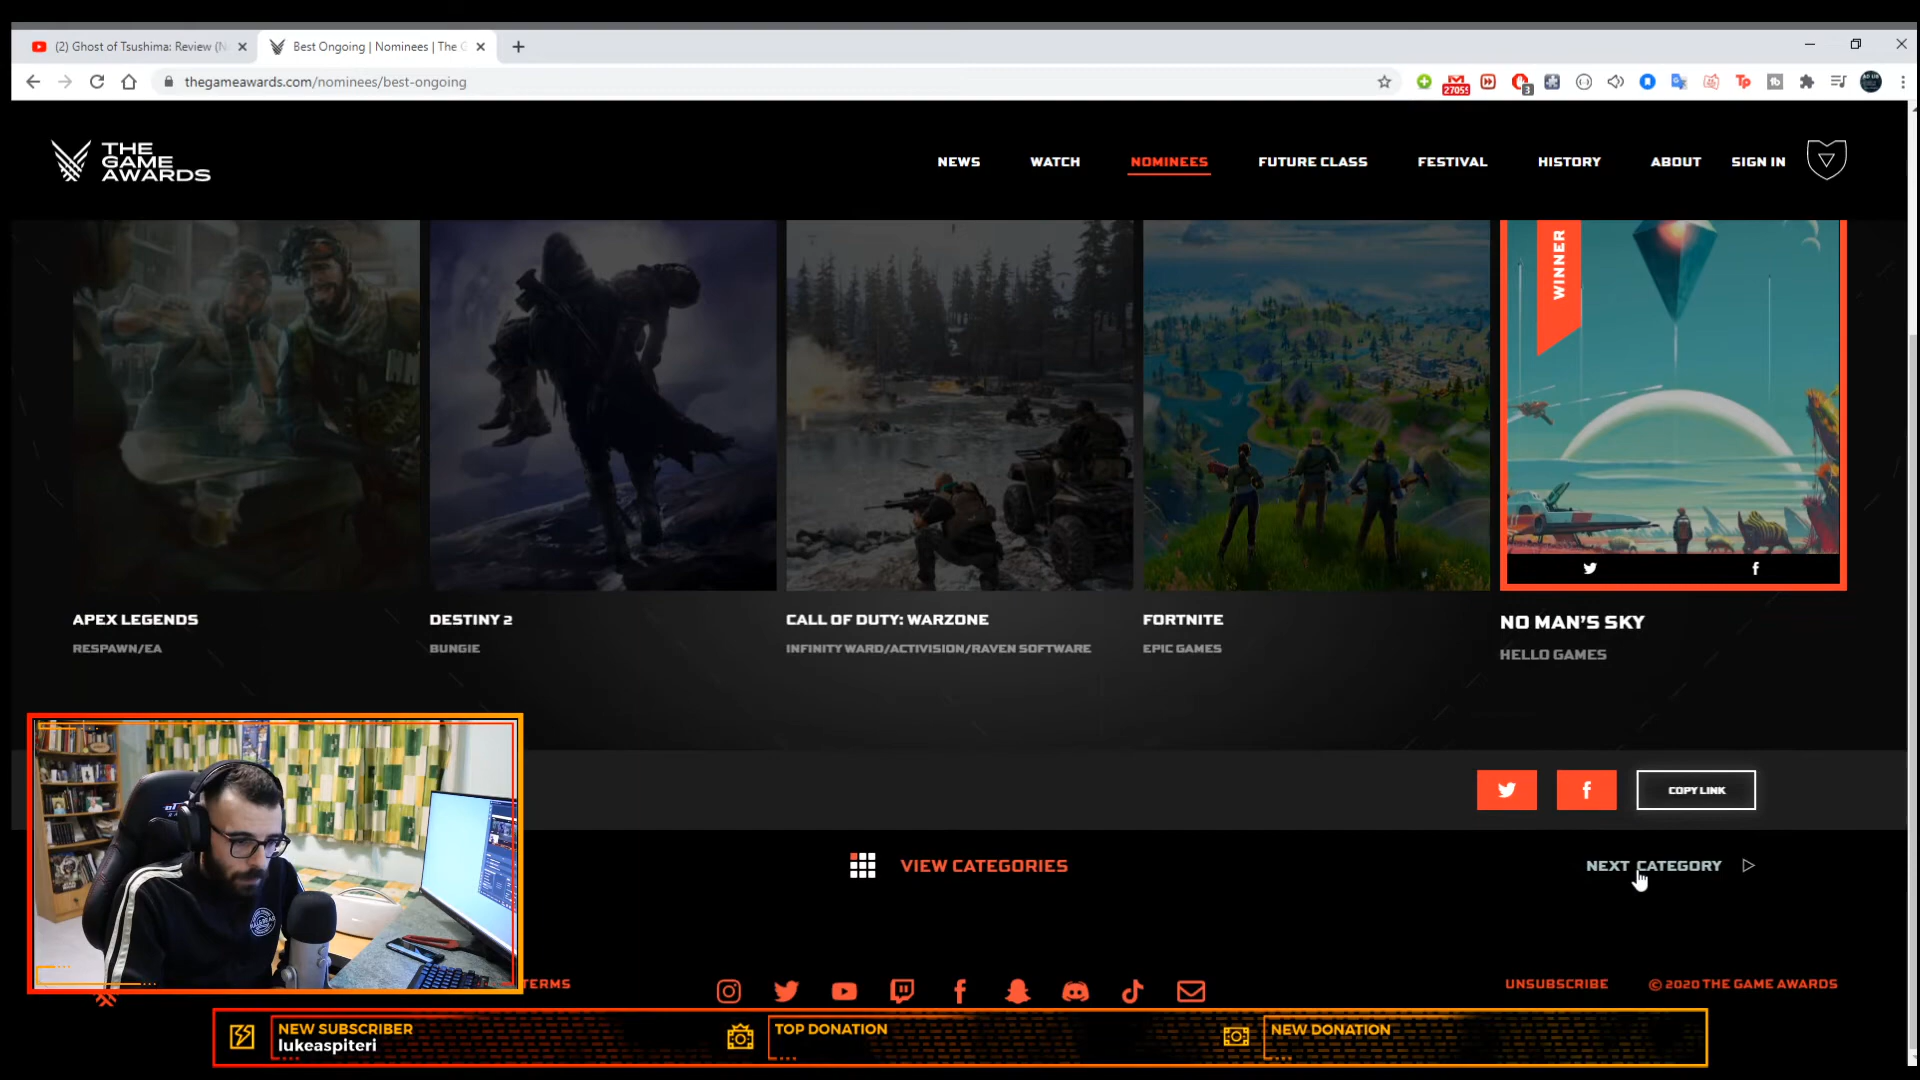 (2) Ghost of Tsushima: Review (N
Best Ongoing | Nominees | The G
thegameawards.com/nominees/best-ongoing
27055
3
THE
GAME
AWARDS
NEWS
WATCH
NOMINEES
FUTURE CLASS
FESTIVAL
HISTORY
ABOUT
SIGN IN
WINNER
APEX LEGENDS
RESPAWN/EA
DESTINY 2
BUNGIE
CALL OF DUTY: WARZONE
INFINITY WARD/ACTIVISION/RAVEN SOFTWARE
FORTNITE
EPIC GAMES
NO MAN'S SKY
HELLO GAMES
COPY LINK
VIEW CATEGORIES
NEXT CATEGORY
TERMS
UNSUBSCRIBE
© 2020 THE GAME AWARDS
NEW SUBSCRIBER
lukeaspiteri
TOP DONATION
NEW DONATION